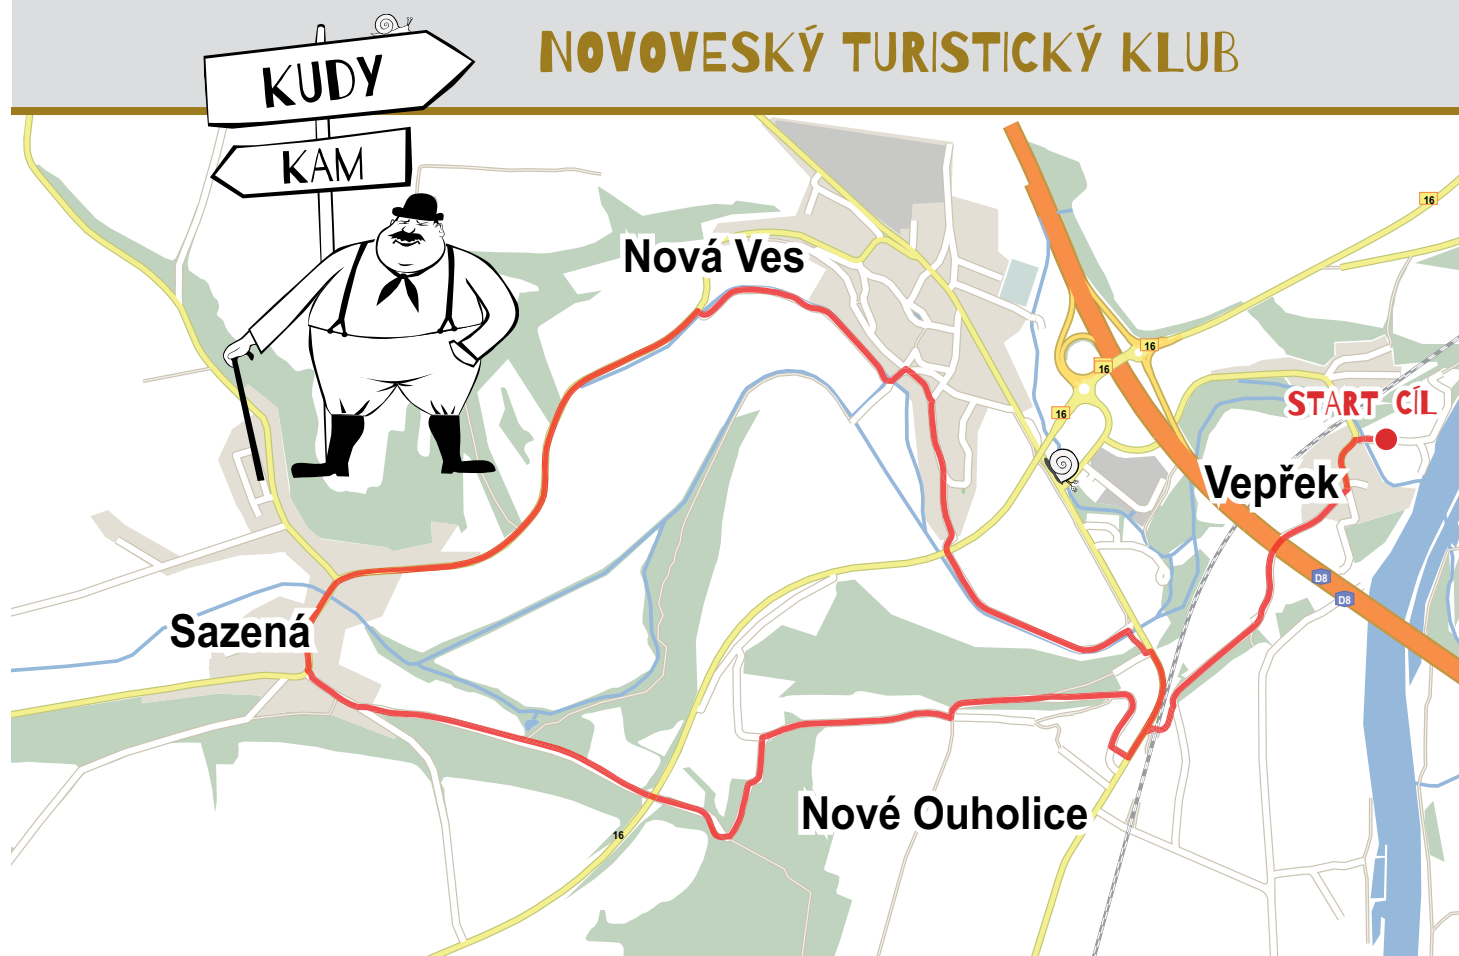 NOVOVESKÝ TURISTICKÝ KLUB
KUDY
KAM
16
Nová Ves
16
16
START CÍL
16
Vepřek
D8
D8
Sazená
Nové Ouholice
16